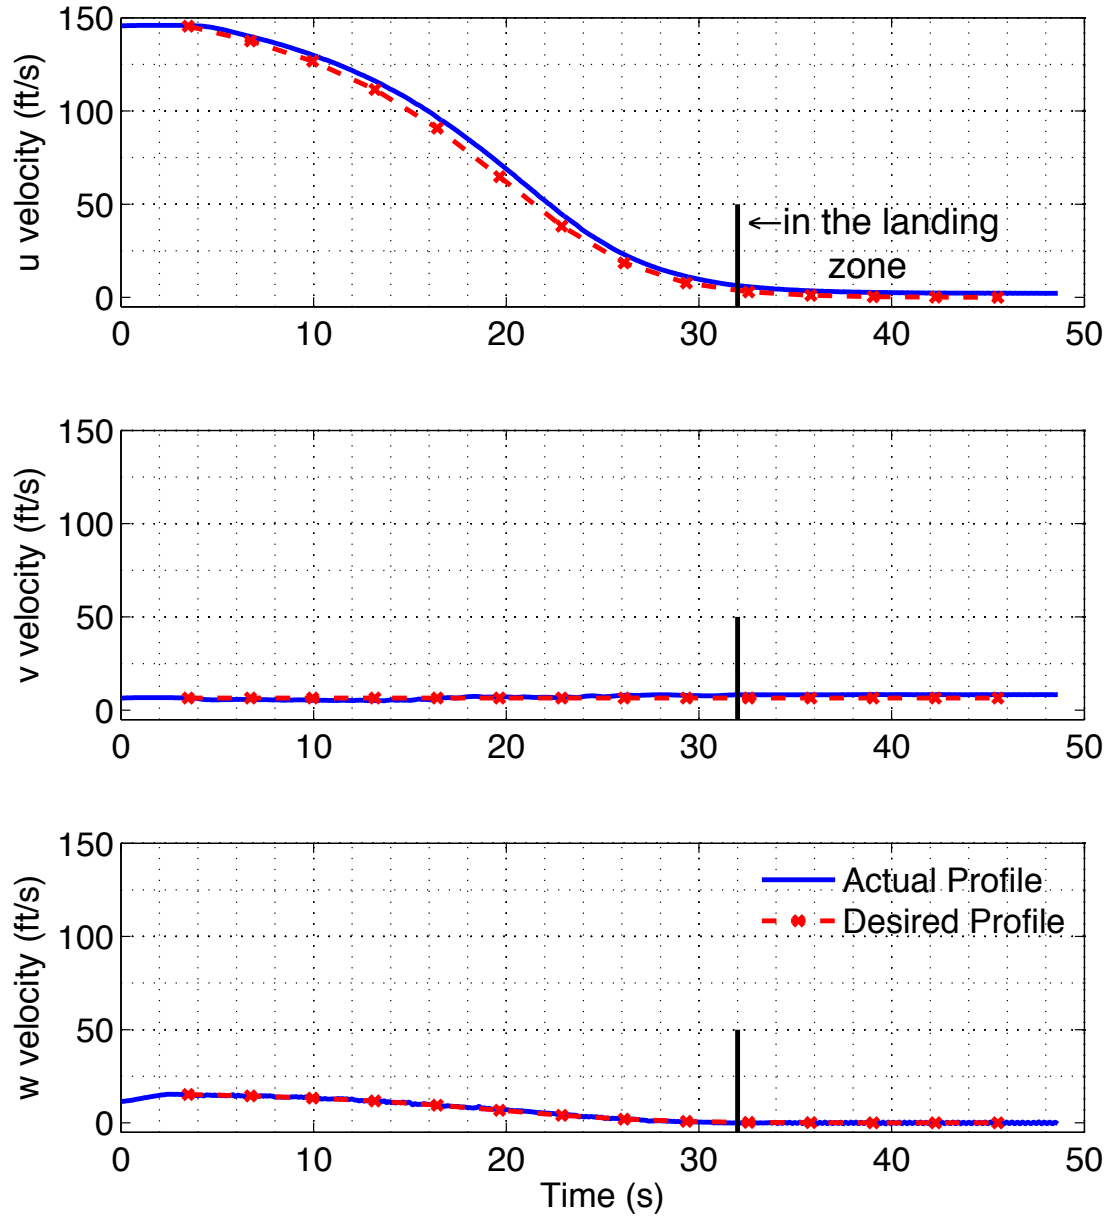 150
100
50
0
u velocity (ft/s)
←in the landing
zone
0 10 20 30 40 50
150
100
50
0
v velocity (ft/s)
0 10 20 30 40 50
150
100
50
0
w velocity (ft/s)
Actual Profile
Desired Profile
0 10 20 30 40 50
Time (s)